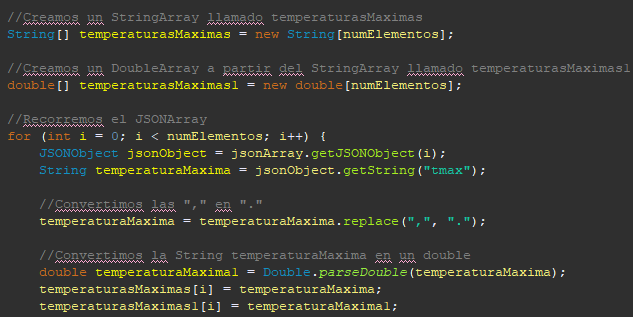 //Creamos un StringArray llamado temperaturasMaximas
String[] temperaturasMaximas = new String[numElementos];
//Creamos un DoubleArray a partir del StringArray llamado temperaturasMaximas1
double[] temperaturasMaximas1 = new double[numElementos];
//Recorremos el JSONArray
for (int i = 0; i < numElementos; i++) {
JSONObject jsonObject = jsonArray.getJSONObject(i);
String temperaturaMaxima = jsonObject.getString("tmax");
//Convertimos las "," en "."
temperaturaMaxima = temperaturaMaxima.replace(",", ".");
//Convertimos la String temperaturaMaxima en un double
double temperaturaMaxima1 = Double.parseDouble(temperaturaMaxima);
temperaturasMaximas[i] = temperaturaMaxima;
temperaturasMaximas1[i] = temperaturaMaxima1;